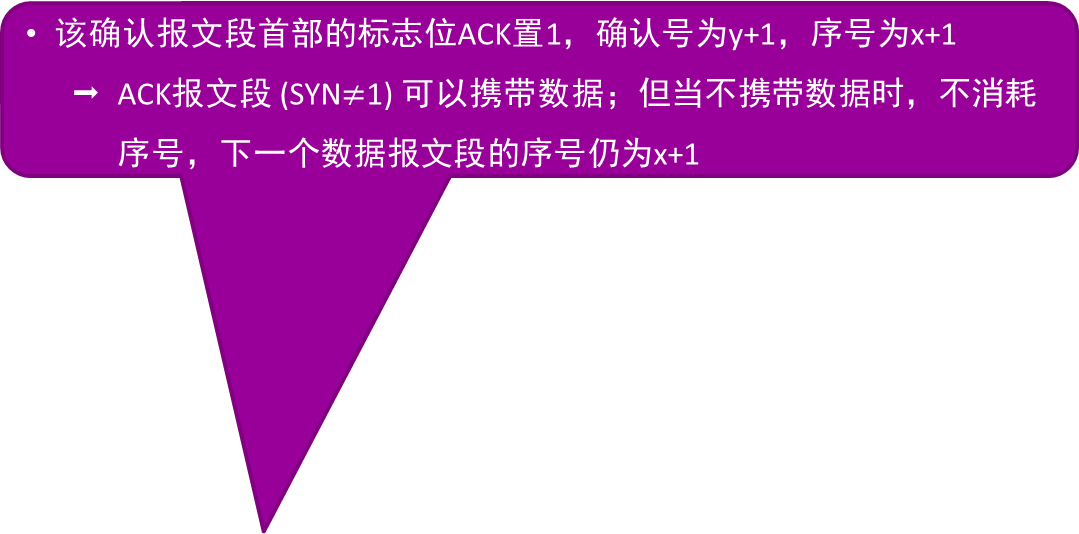 • 该确认报文段首部的标志位ACK置1，确认号为y+1，序号为x+1
➞ ACK报文段 (SYN≠1) 可以携带数据；但当不携带数据时，不消耗
序号，下一个数据报文段的序号仍为x+1